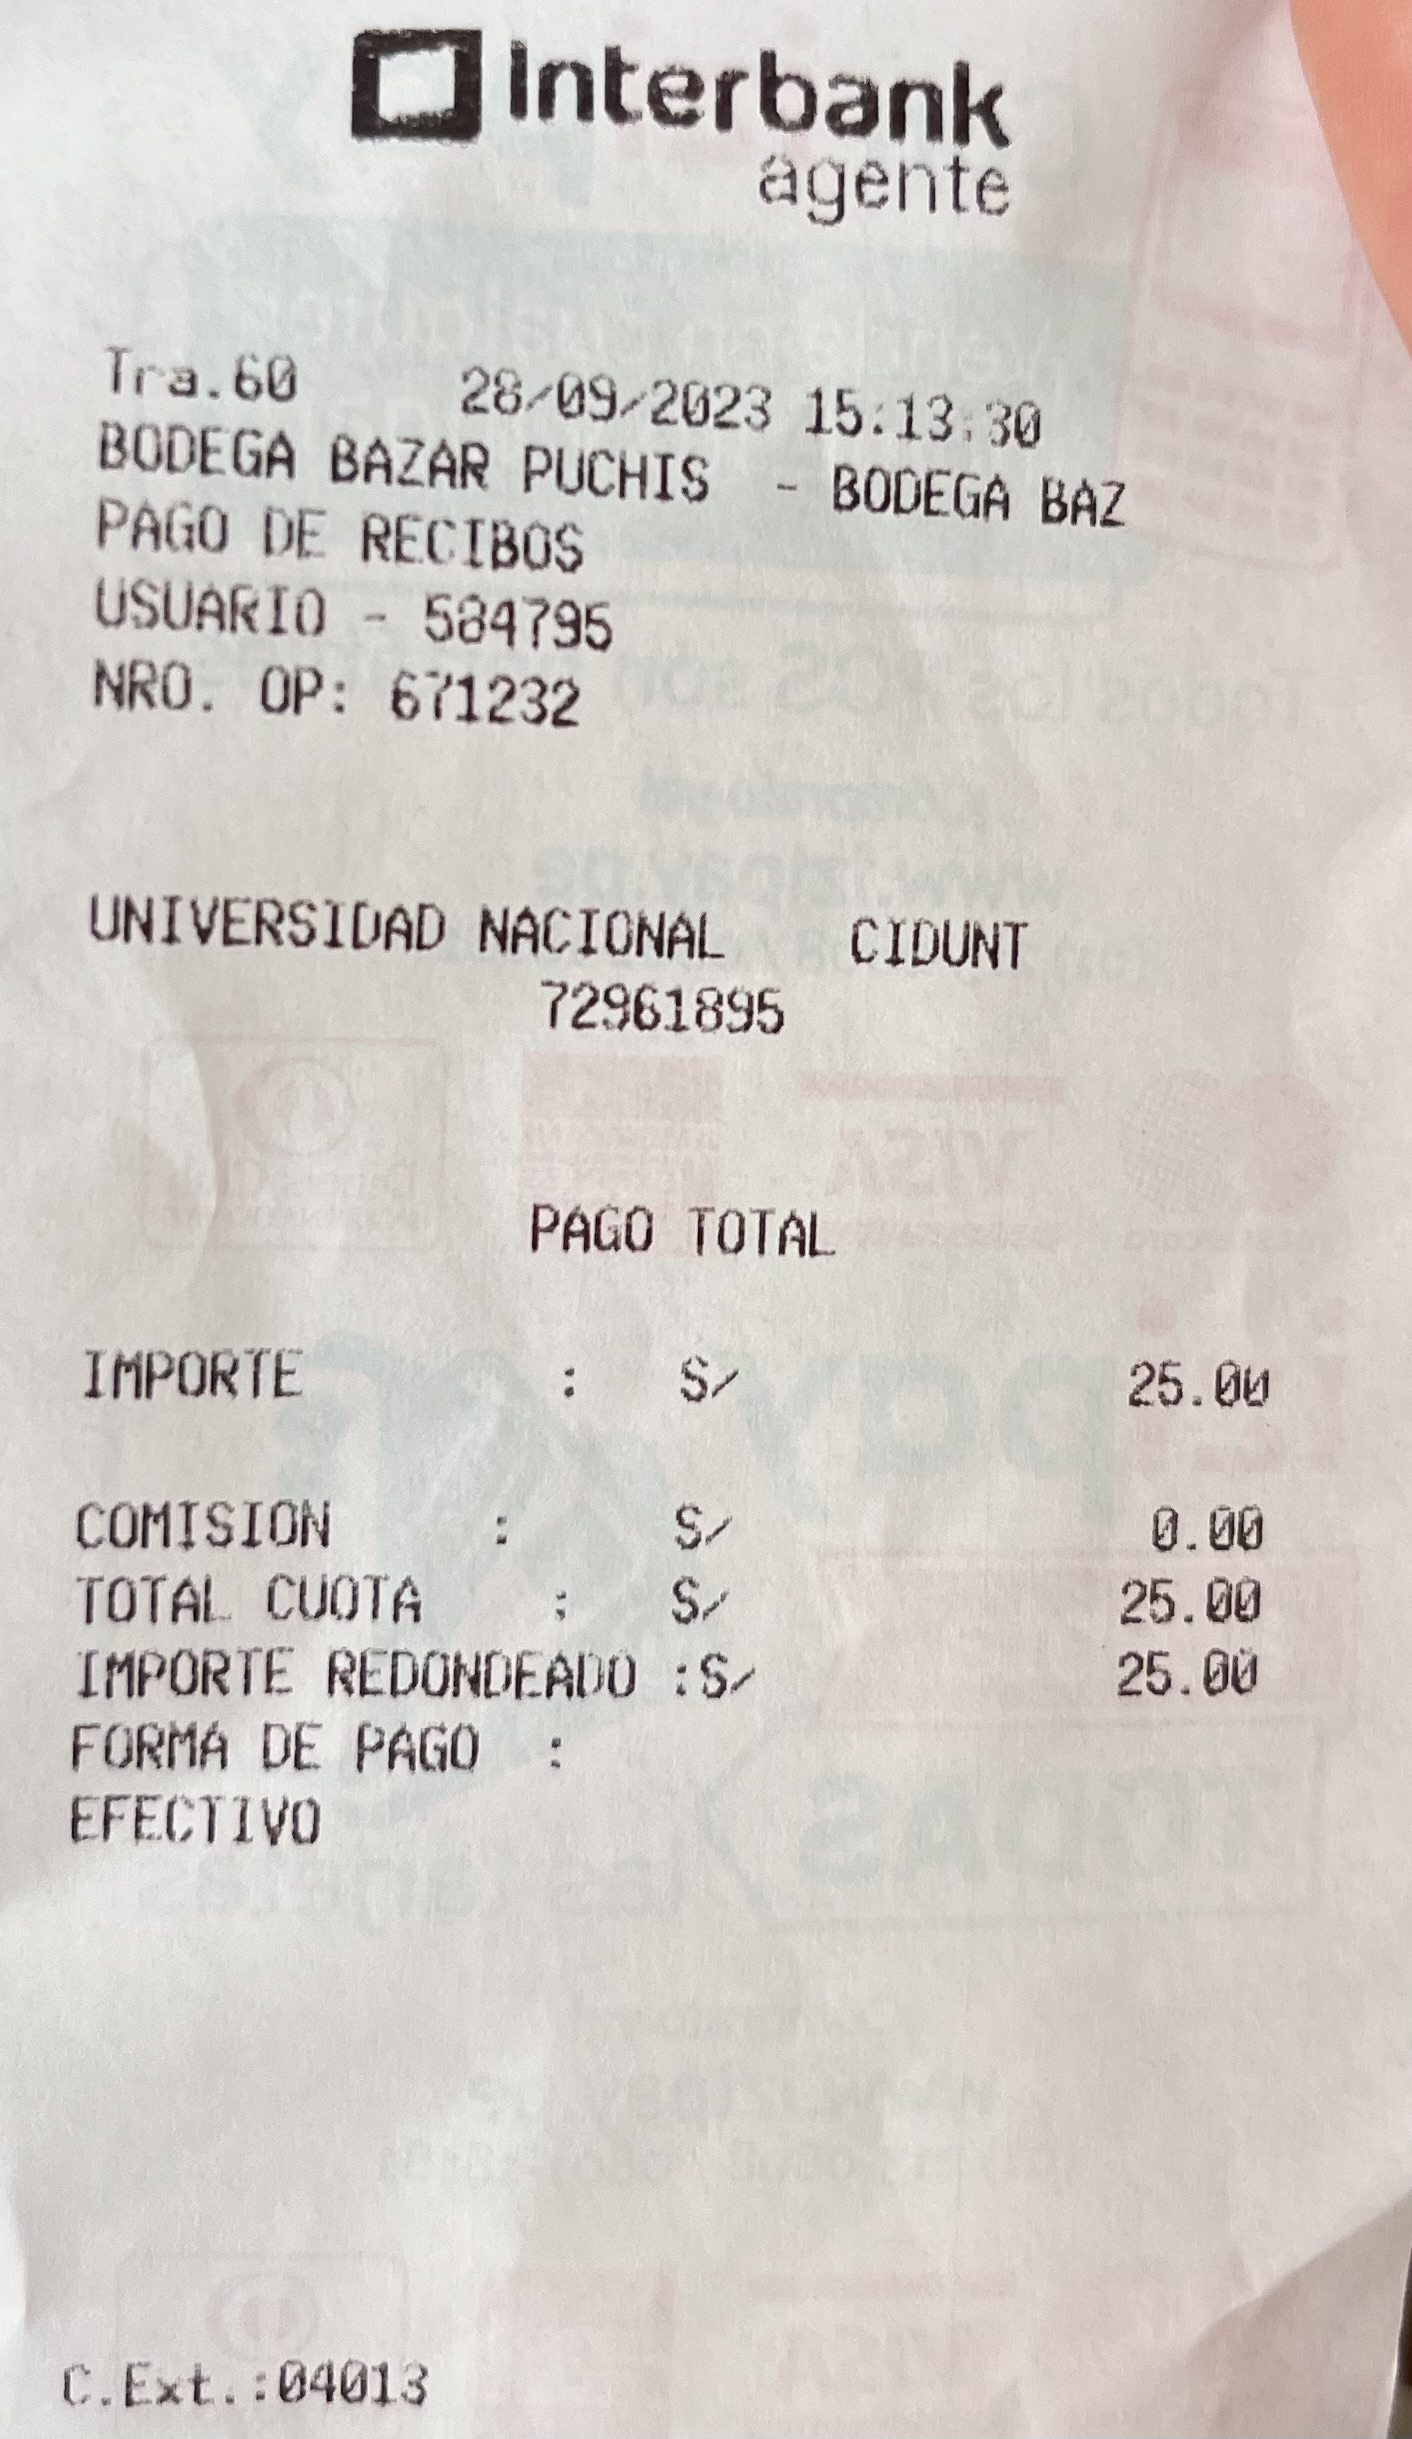 Interbank
agente
Tra.60 28/09/2023 15:13:30
BODEGA BAZAR PUCHIS - BODEGA BAZ
PAGO DE RECIBOS
USUARIO - 584795
NRO. OP: 671232
UNIVERSIDAD NACIONAL CIDUNT
72961895
PAGO TOTAL
IMPORTE : S/ 25.00
COMISION : S/ 0.00
TOTAL CUOTA : S/ 25.00
IMPORTE REDONDEADO :S/ 25.00
FORMA DE PAGO :
EFECTIVO
C.Ext.:04013